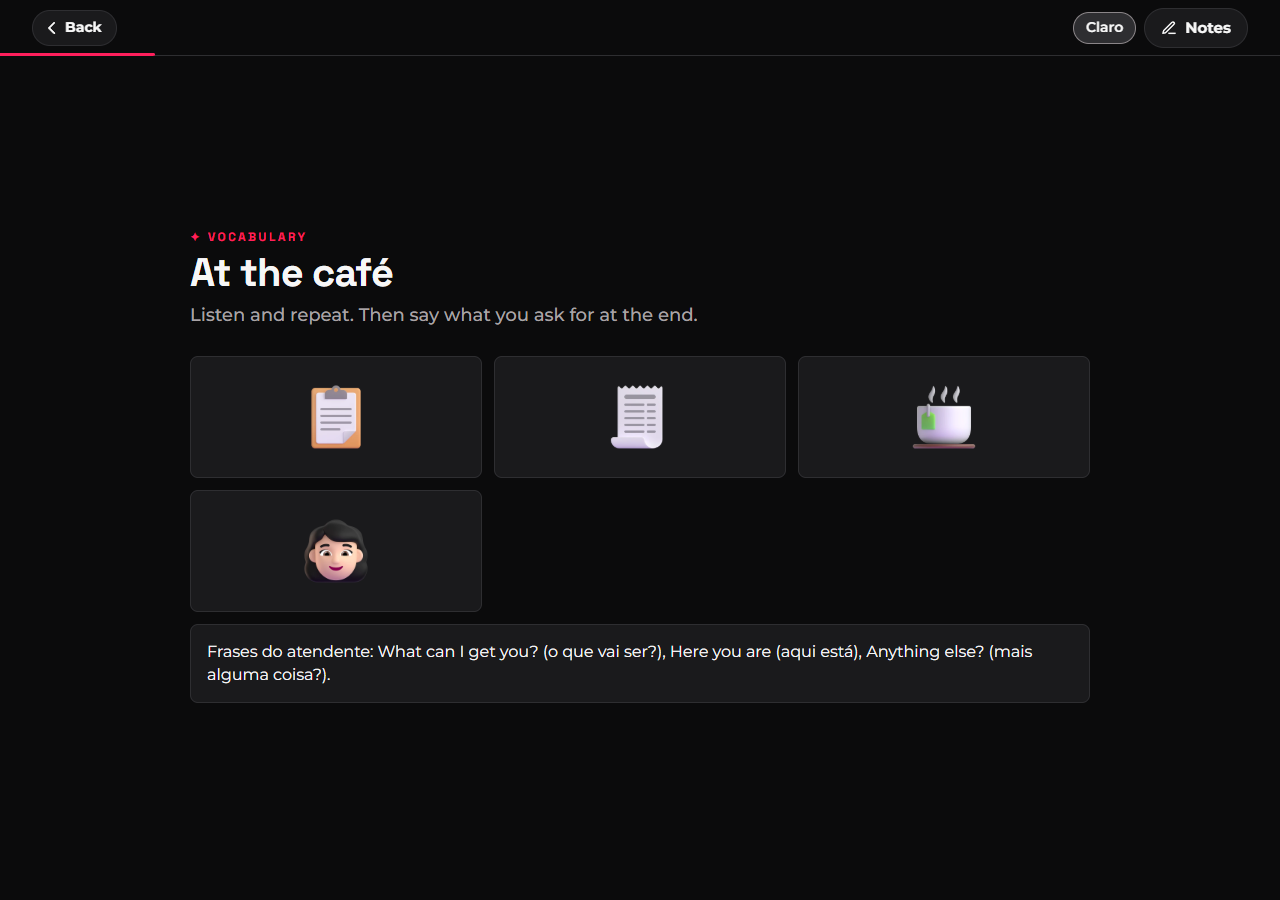 Back
Claro
Notes
VOCABULARY
At the café
Listen and repeat. Then say what you ask for at the end.
Frases do atendente: What can I get you? (o que vai ser?), Here you are (aqui está), Anything else? (mais
alguma coisa?).